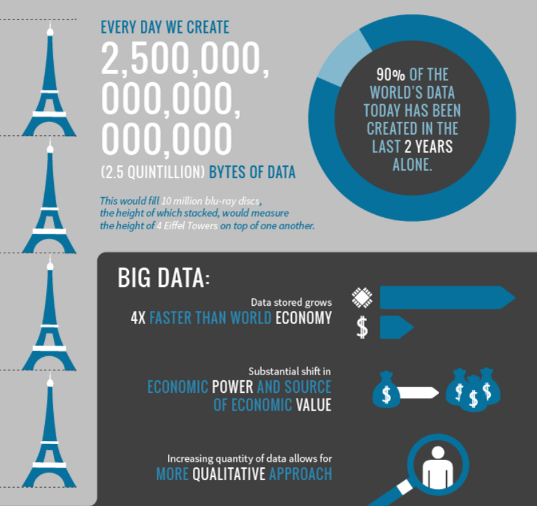 EVERY DAY WE CREATE
2,500,000,
000,000,
000,000
(2.5 QUINTILLION) BYTES OF DATA
This would fill 10 million blu-ray discs,
the height of which stacked, would measure
the height of 4 Eiffel Towers on top of one another.
90% OF THE
WORLD'S DATA
TODAY HAS BEEN
CREATED IN THE
LAST 2 YEARS
ALONE.
BIG DATA:
Data stored grows
4X FASTER THAN WORLD ECONOMY
$
Substantial shift in
ECONOMIC POWER AND SOURCE
OF ECONOMIC VALUE
$ $ $ $
Increasing quantity of data allows for
MORE QUALITATIVE APPROACH